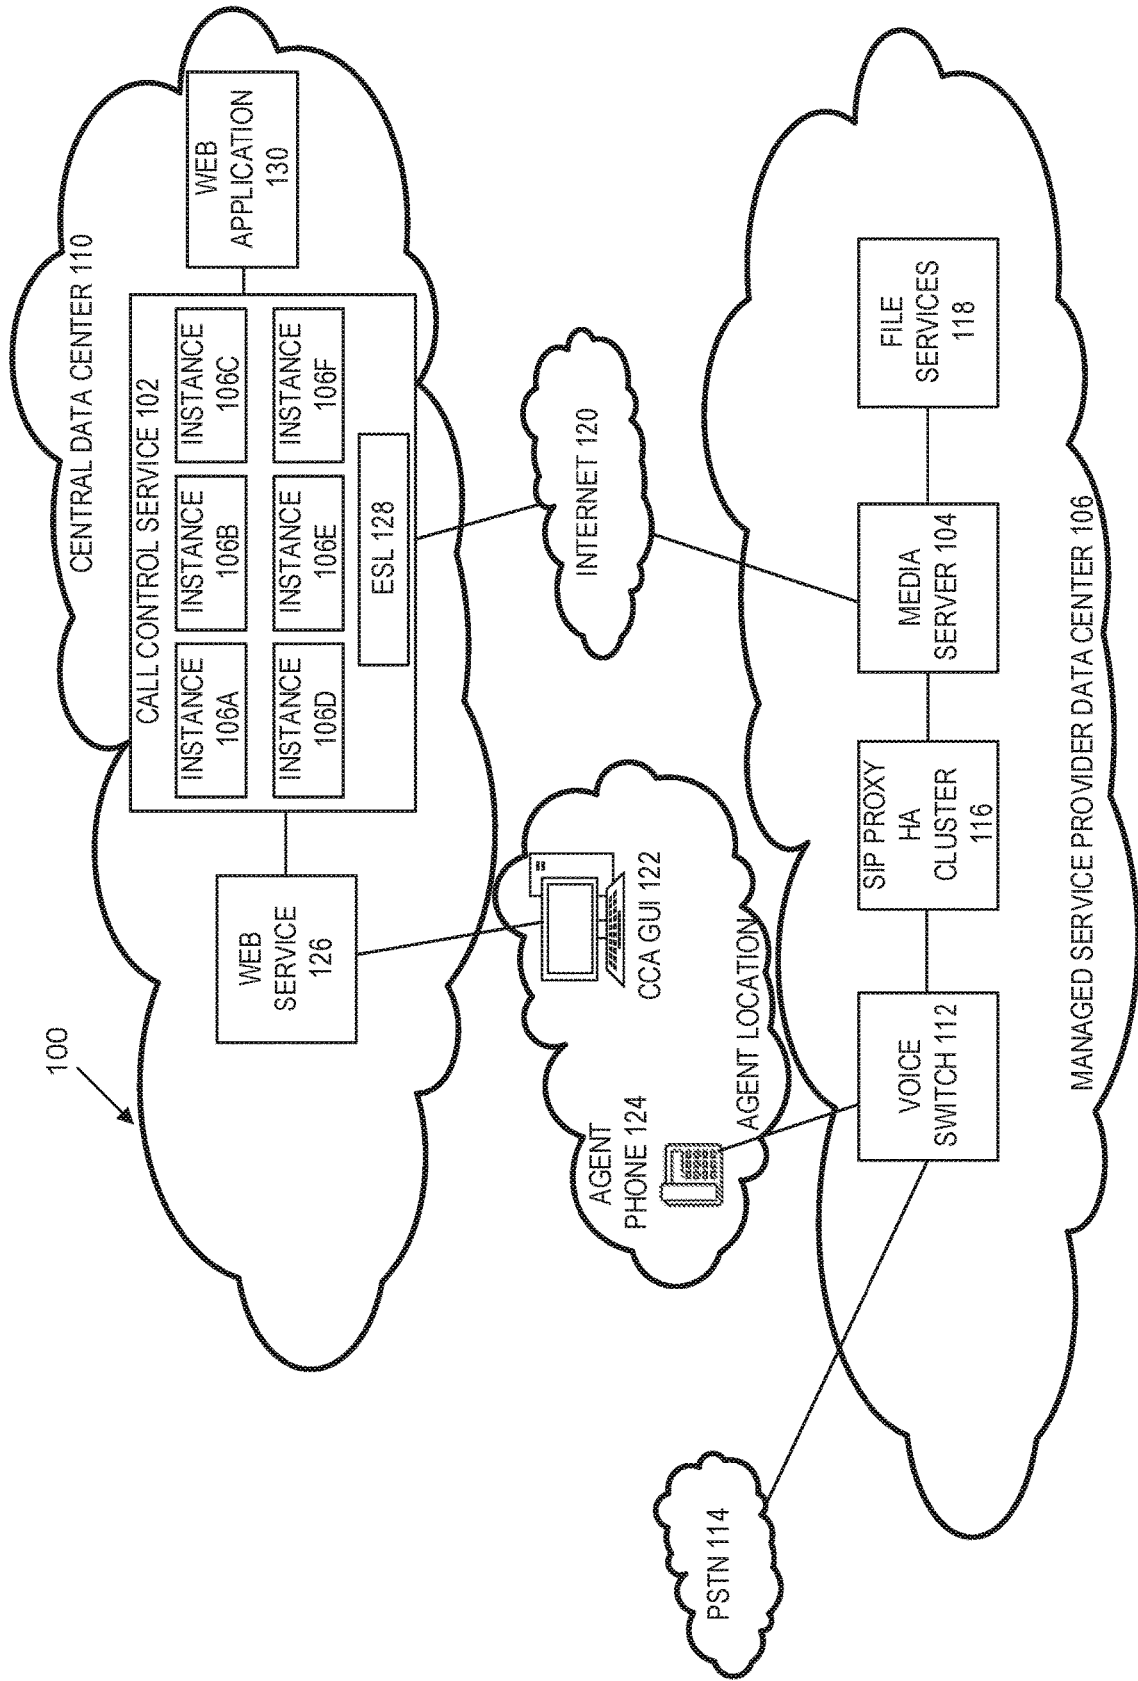 100
CENTRAL DATA CENTER 110
CALL CONTROL SERVICE 102
INSTANCE
106A
INSTANCE
106B
INSTANCE
106C
INSTANCE
106D
INSTANCE
106E
INSTANCE
106F
ESL 128
WEB
SERVICE
126
WEB
APPLICATION
130
INTERNET 120
CCA GUI 122
AGENT
PHONE 124
AGENT LOCATION
PSTN 114
VOICE
SWITCH 112
SIP PROXY
HA
CLUSTER
116
MEDIA
SERVER 104
FILE
SERVICES
118
MANAGED SERVICE PROVIDER DATA CENTER 106